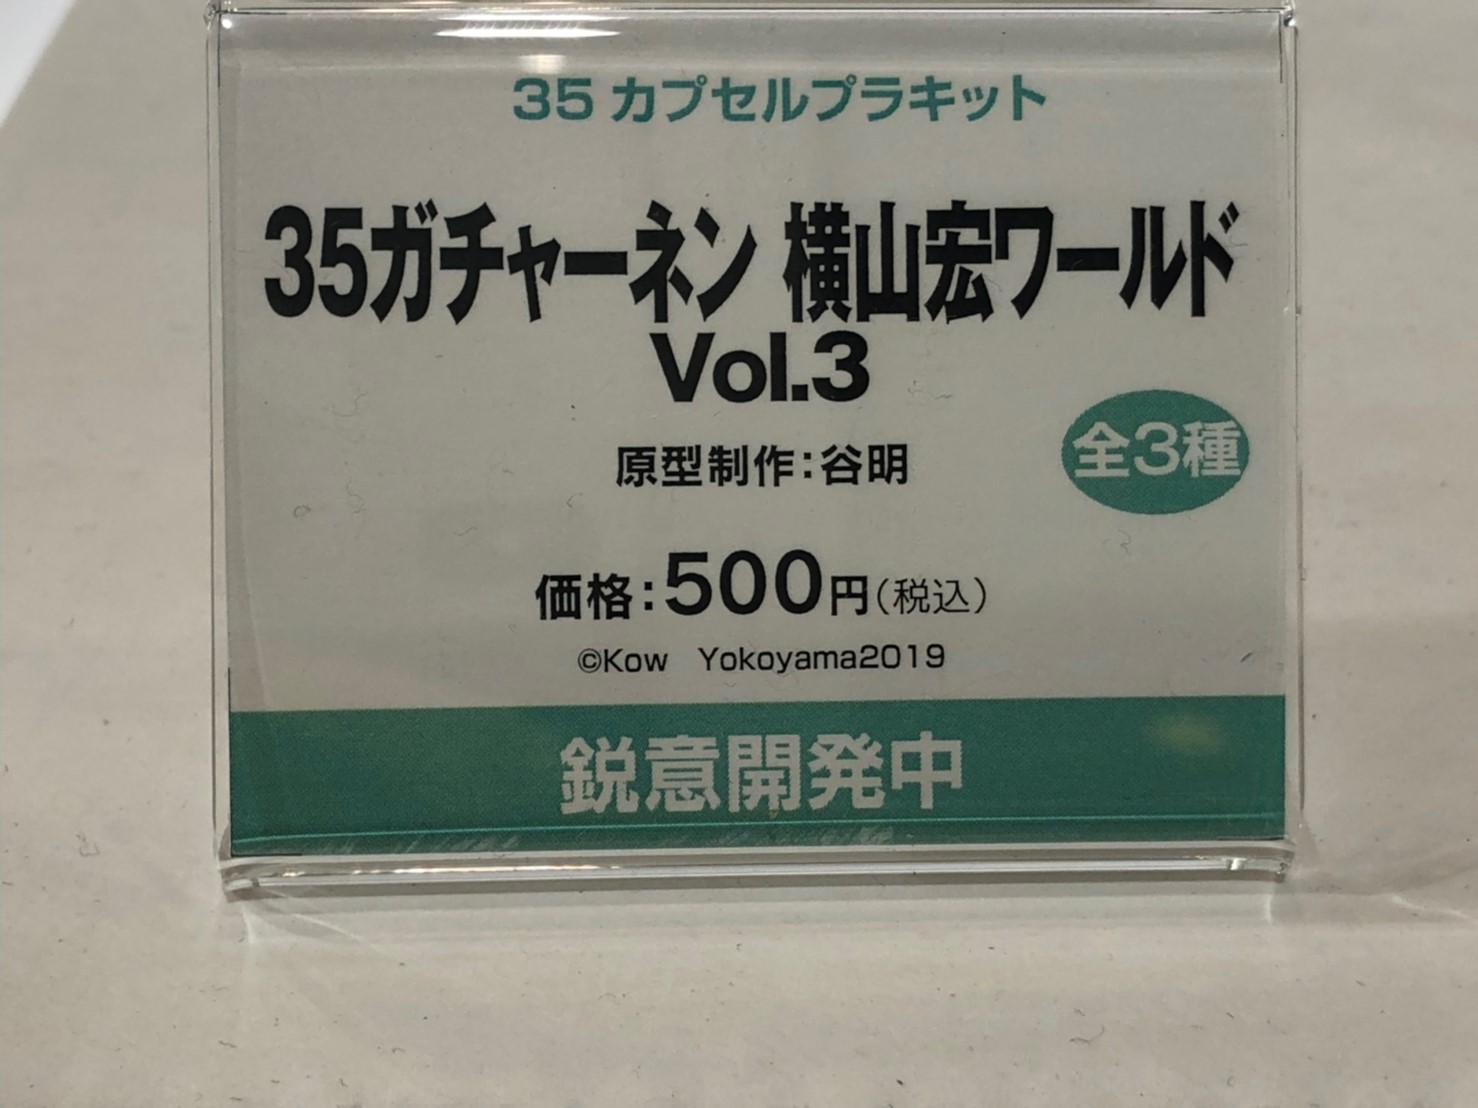 35 カプセルプラキット
35ガチャーネン 横山宏ワールド
Vol.3
原型制作：谷明
全3種
価格：500円（税込）
©Kow Yokoyama2019
鋭意開発中